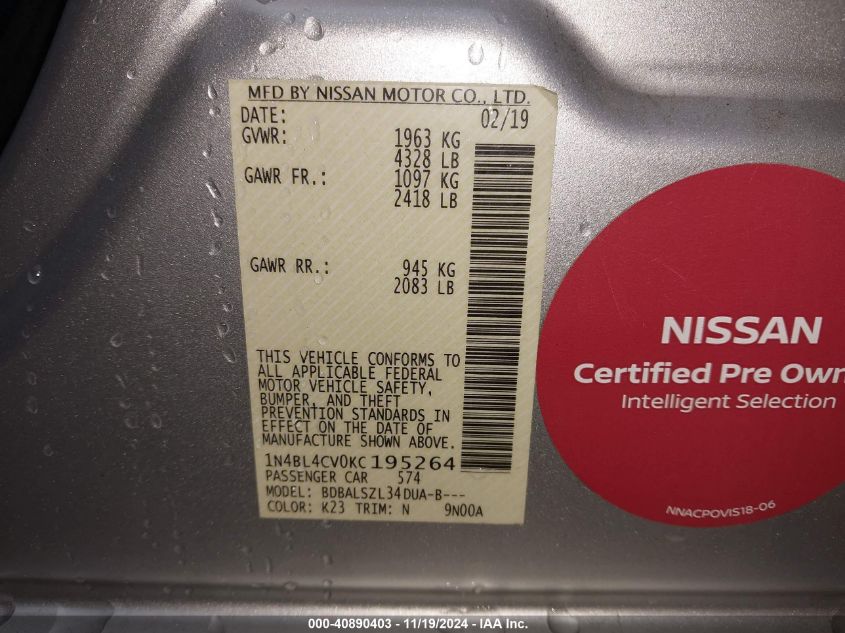 MFD BY NISSAN MOTOR CO., LTD.
DATE: 02/19
GVWR: 1963 KG
4328 LB
GAWR FR.: 1097 KG
2418 LB
GAWR RR.: 945 KG
2083 LB
THIS VEHICLE CONFORMS TO
ALL APPLICABLE FEDERAL
MOTOR VEHICLE SAFETY,
BUMPER, AND THEFT
PREVENTION STANDARDS IN
EFFECT ON THE DATE OF
MANUFACTURE SHOWN ABOVE.
1N4BL4CV0KC195264
PASSENGER CAR 574
MODEL: BDBALSZL34DUA-B---
COLOR: K23 TRIM: N 9N00A
NISSAN
Certified Pre Own
Intelligent Selection
NNACPOVIS18-06
000-40890403 - 11/19/2024 - IAA Inc.